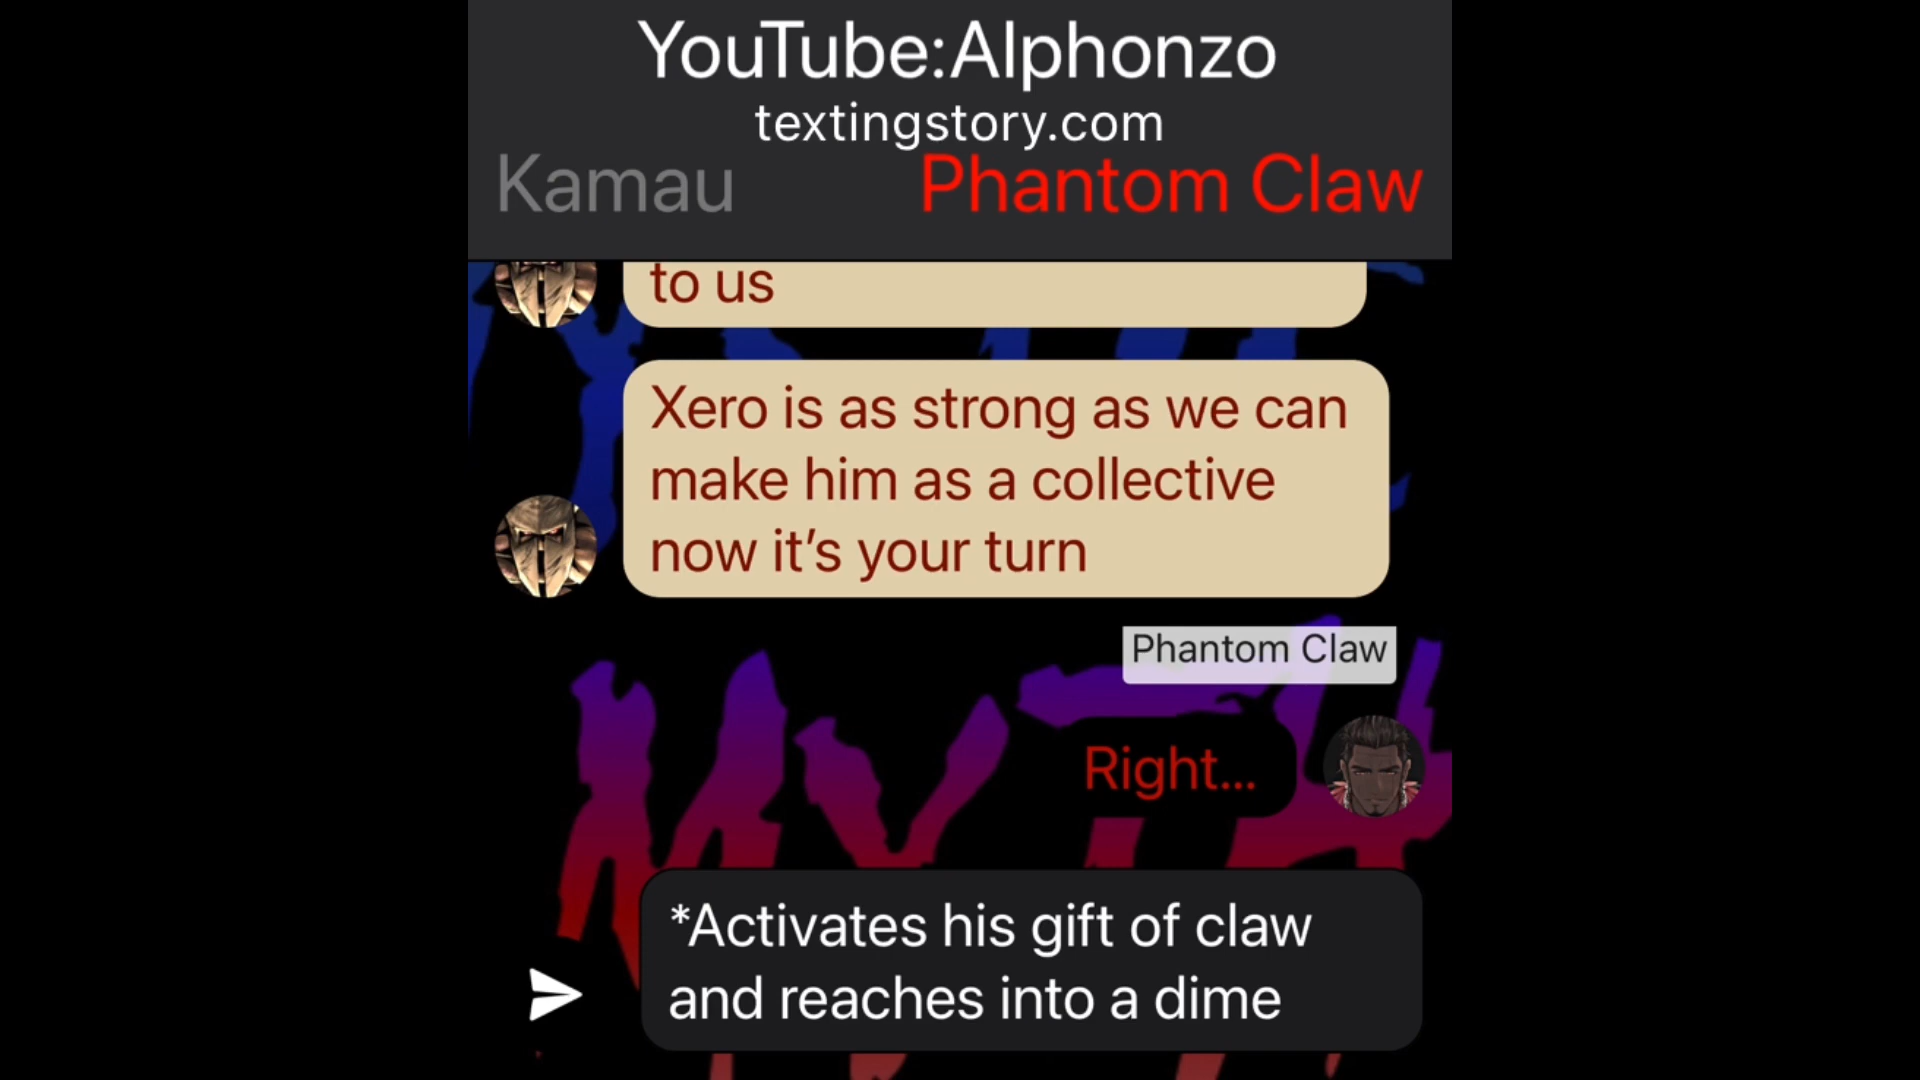 YouTube:Alphonzo
textingstory.com
Kamau Phantom Claw
to us
Xero is as strong as we can
make him as a collective
now it’s your turn
Phantom Claw
Right...
*Activates his gift of claw
and reaches into a dime